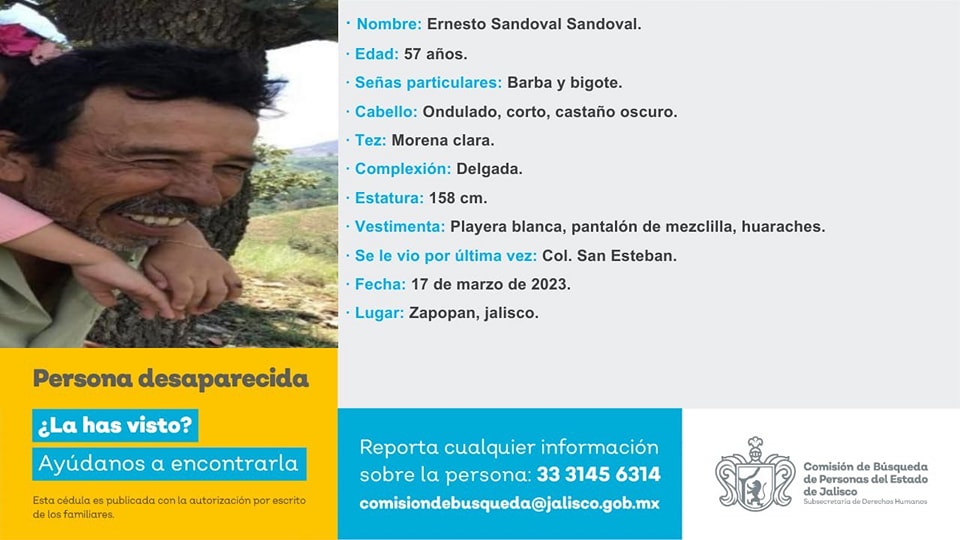 · Nombre: Ernesto Sandoval Sandoval.
· Edad: 57 años.
· Señas particulares: Barba y bigote.
· Cabello: Ondulado, corto, castaño oscuro.
· Tez: Morena clara.
· Complexión: Delgada.
· Estatura: 158 cm.
· Vestimenta: Playera blanca, pantalón de mezclilla, huaraches.
· Se le vio por última vez: Col. San Esteban.
· Fecha: 17 de marzo de 2023.
· Lugar: Zapopan, jalisco.
Persona desaparecida
¿La has visto?
Ayúdanos a encontrarla
Esta cédula es publicada con la autorización por escrito
de los familiares.
Reporta cualquier información
sobre la persona: 33 3145 6314
comisiondebusqueda@jalisco.gob.mx
Comisión de Búsqueda
de Personas del Estado
de Jalisco
Subsecretaría de Derechos Humanos